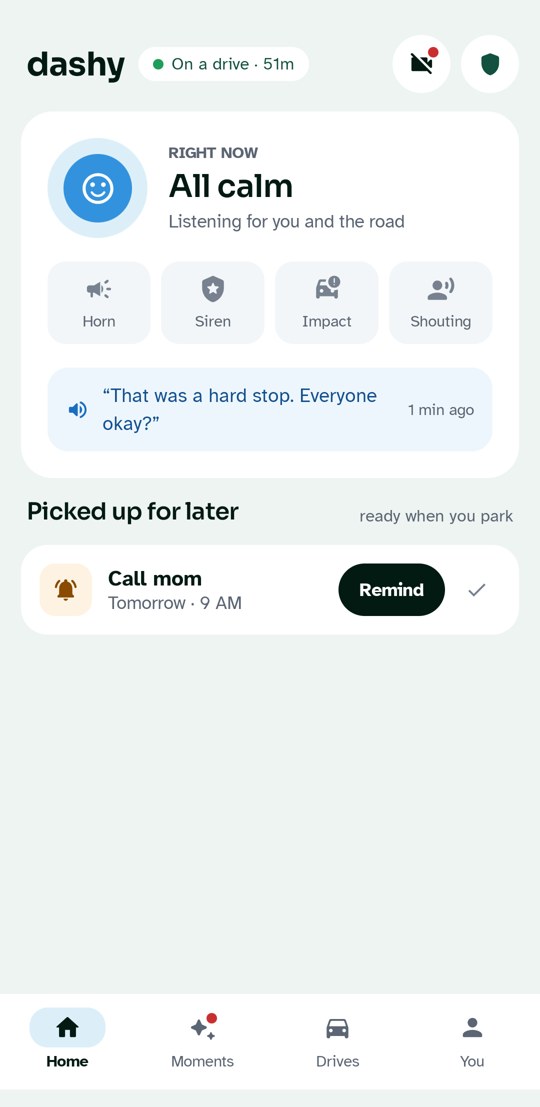 dashy
On a drive · 51m
RIGHT NOW
All calm
Listening for you and the road
Horn
Siren
Impact
Shouting
“That was a hard stop. Everyone
okay?”
1 min ago
Picked up for later
ready when you park
Call mom
Tomorrow · 9 AM
Remind
Home
Moments
Drives
You